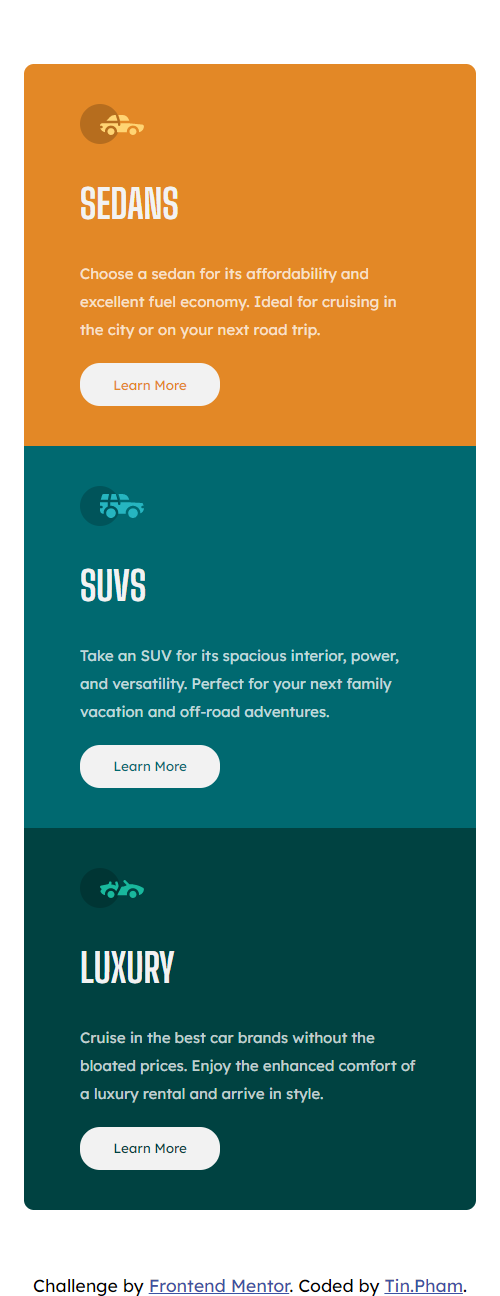 SEDANS
Choose a sedan for its affordability and
excellent fuel economy. Ideal for cruising in
the city or on your next road trip.
Learn More
SUVS
Take an SUV for its spacious interior, power,
and versatility. Perfect for your next family
vacation and off-road adventures.
Learn More
LUXURY
Cruise in the best car brands without the
bloated prices. Enjoy the enhanced comfort of
a luxury rental and arrive in style.
Learn More
Challenge by Frontend Mentor. Coded by Tin.Pham.